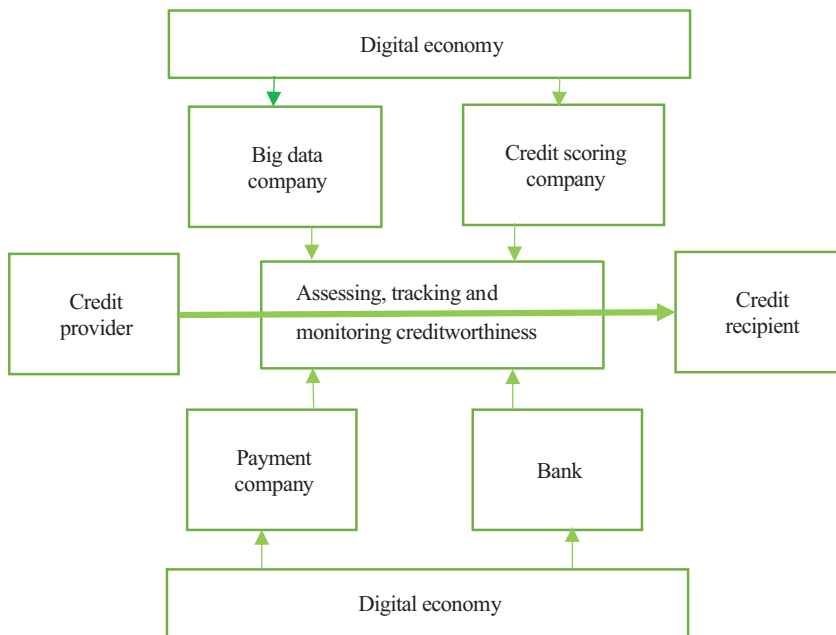 Digital economy
Big data
company
Credit scoring
company
Credit
provider
Assessing, tracking and
monitoring creditworthiness
Credit
recipient
Payment
company
Bank
Digital economy